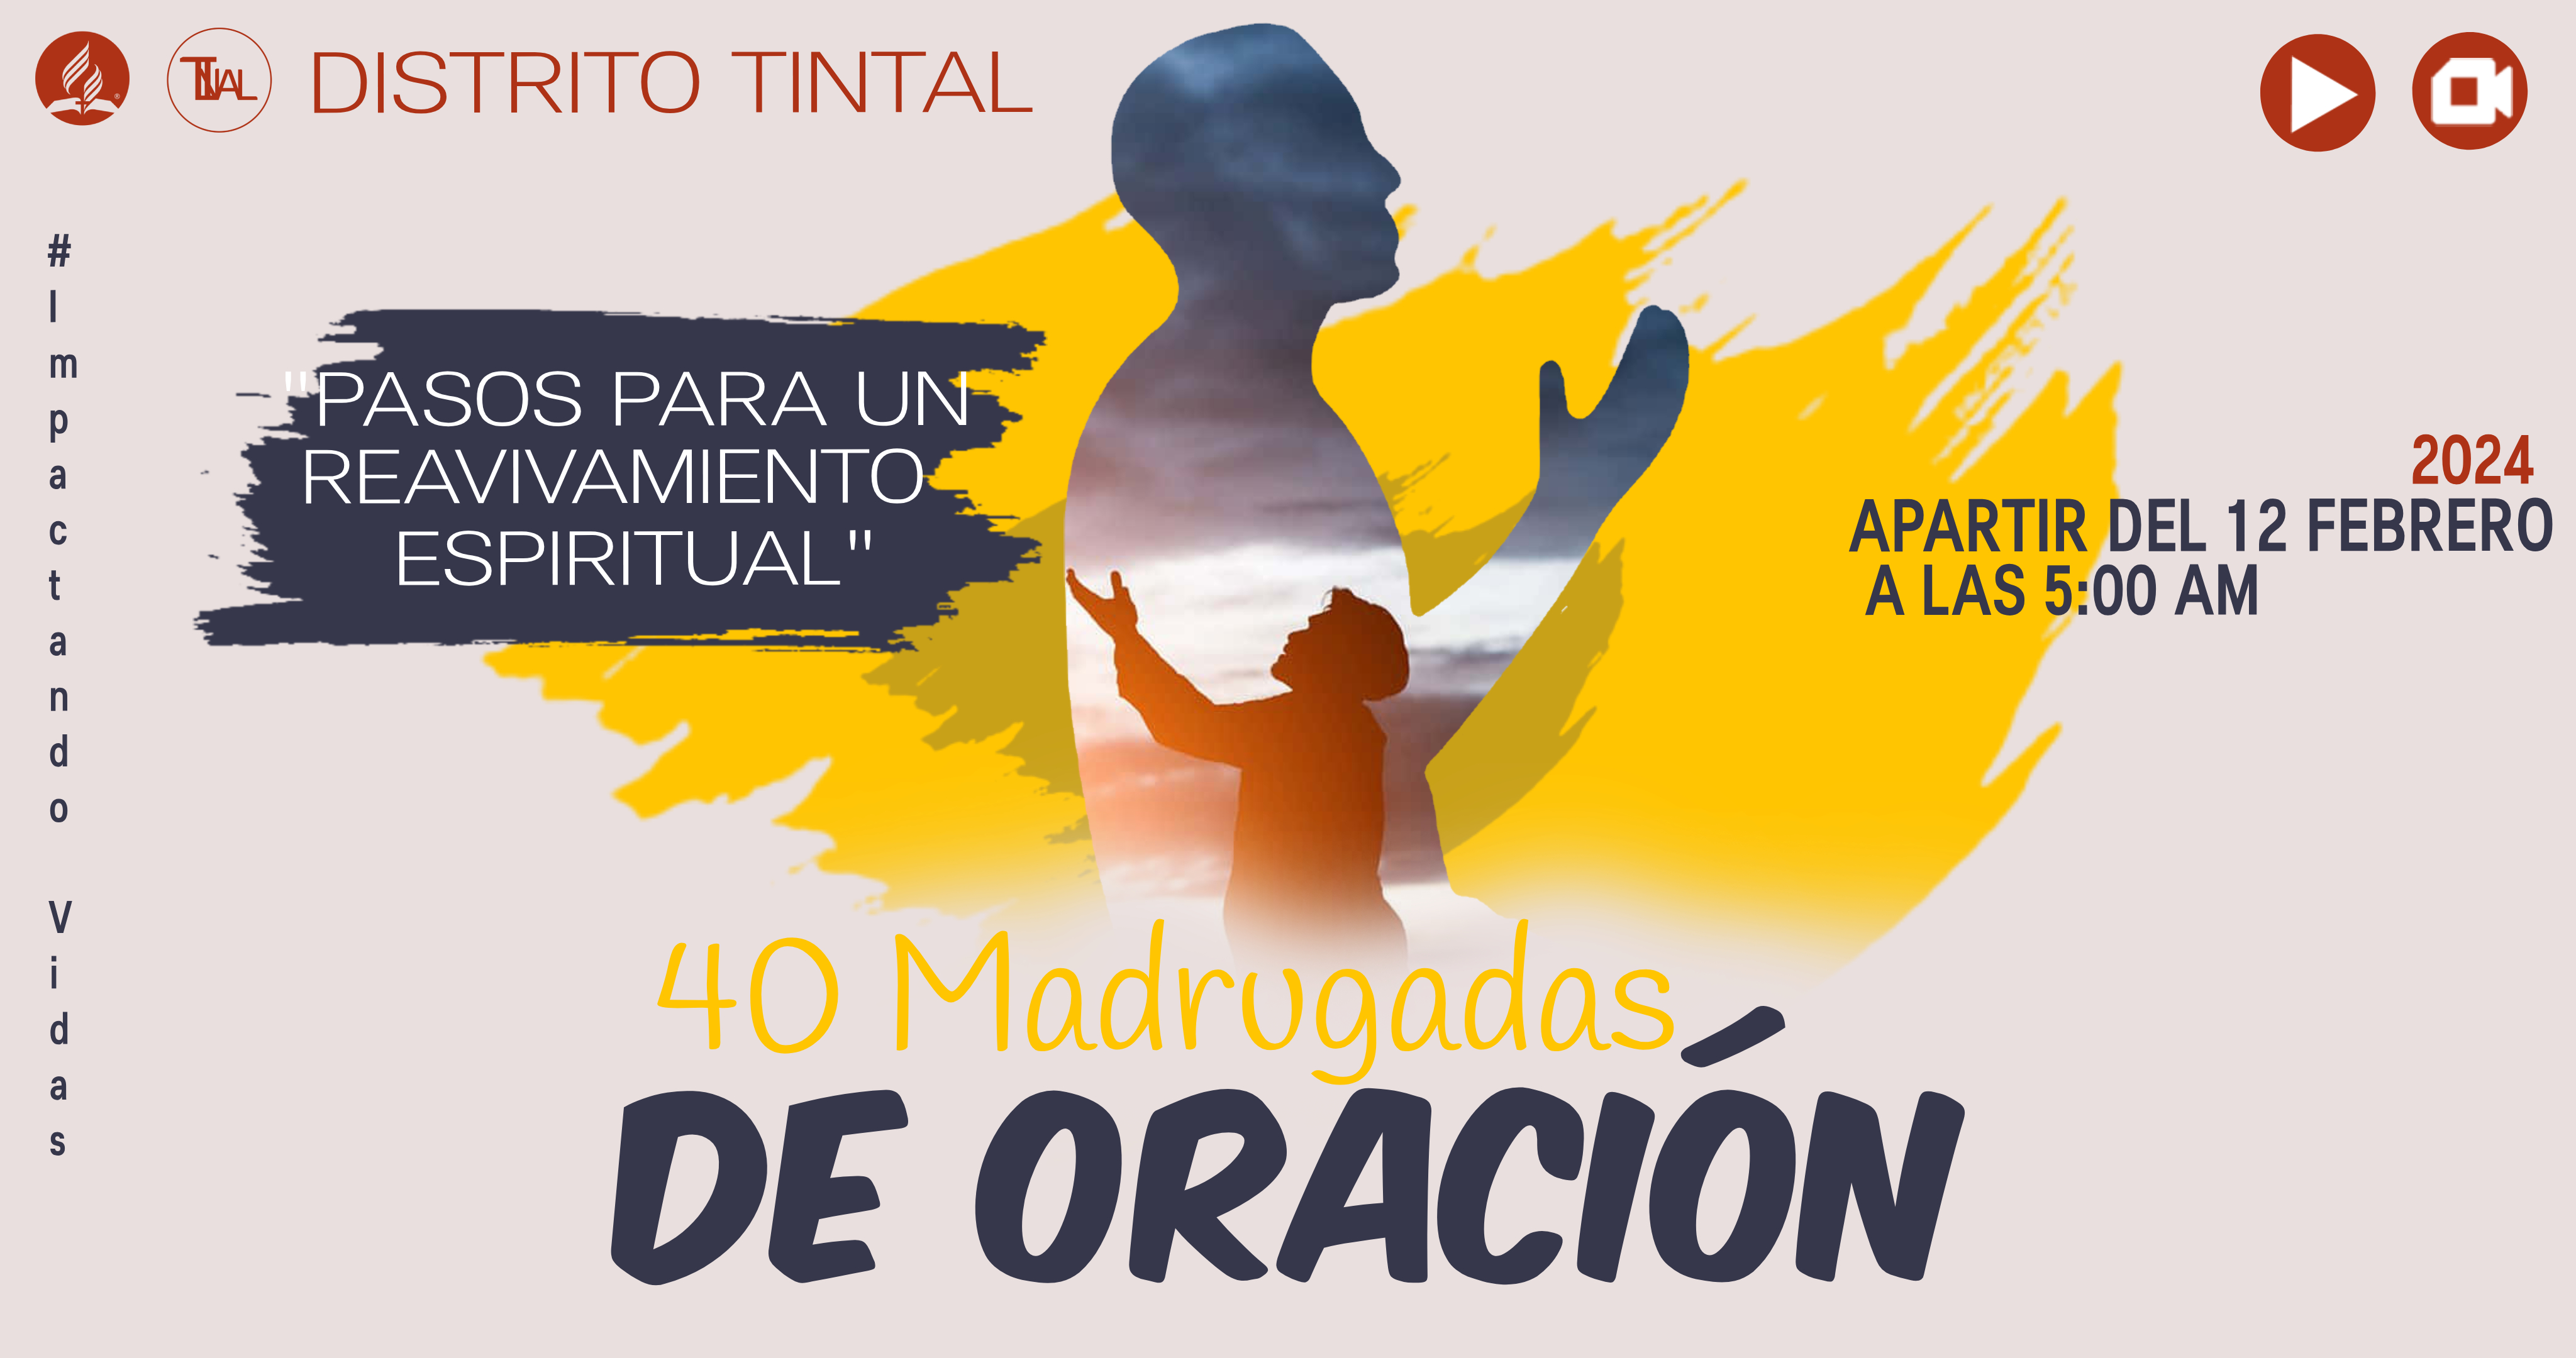 TINTAL
DISTRITO TINTAL
#Impactando Vidas
"PASOS PARA UN
REAVIVAMIENTO
ESPIRITUAL"
2024
APARTIR DEL 12 FEBRERO
A LAS 5:00 AM
40 Madrugadas
DE ORACIÓN